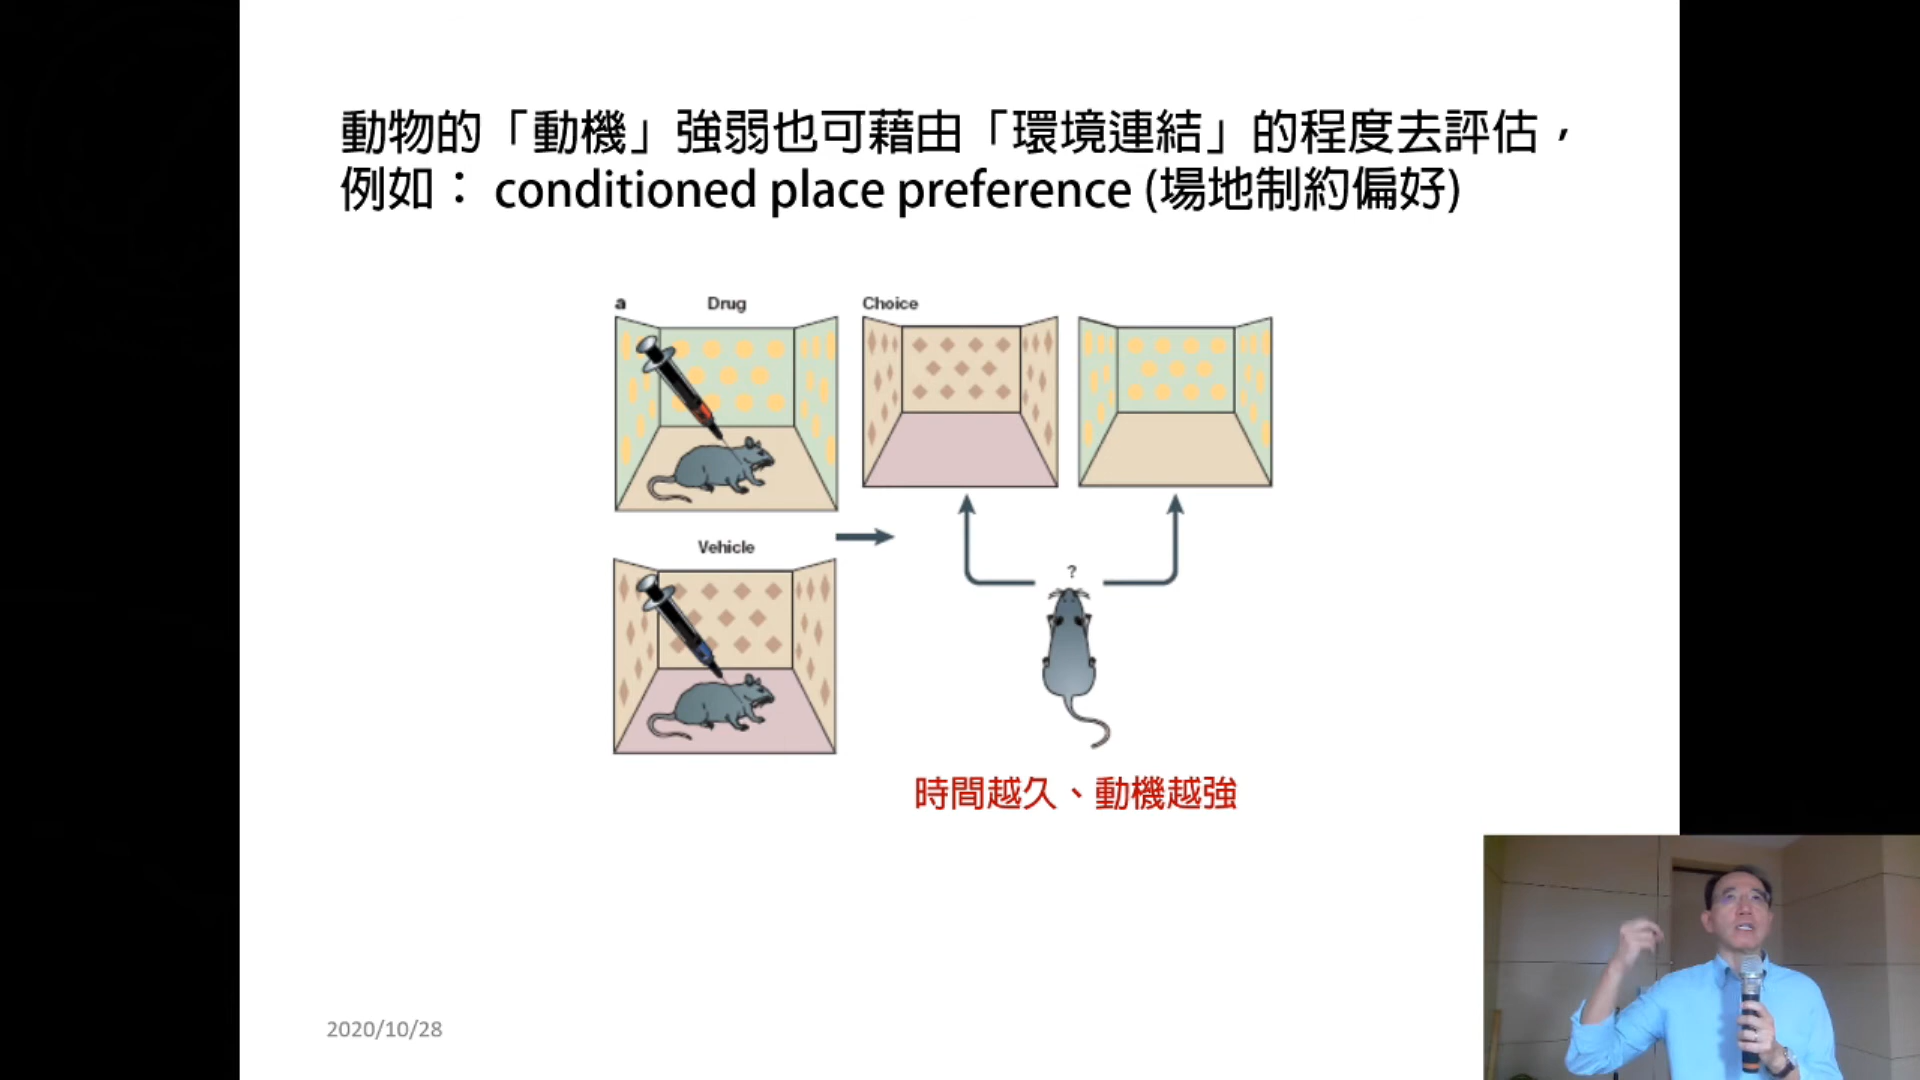 動物的「動機」強弱也可藉由「環境連結」的程度去評估，
例如： conditioned place preference (場地制約偏好)
a Drug
Choice
Vehicle
?
時間越久、動機越強
2020/10/28